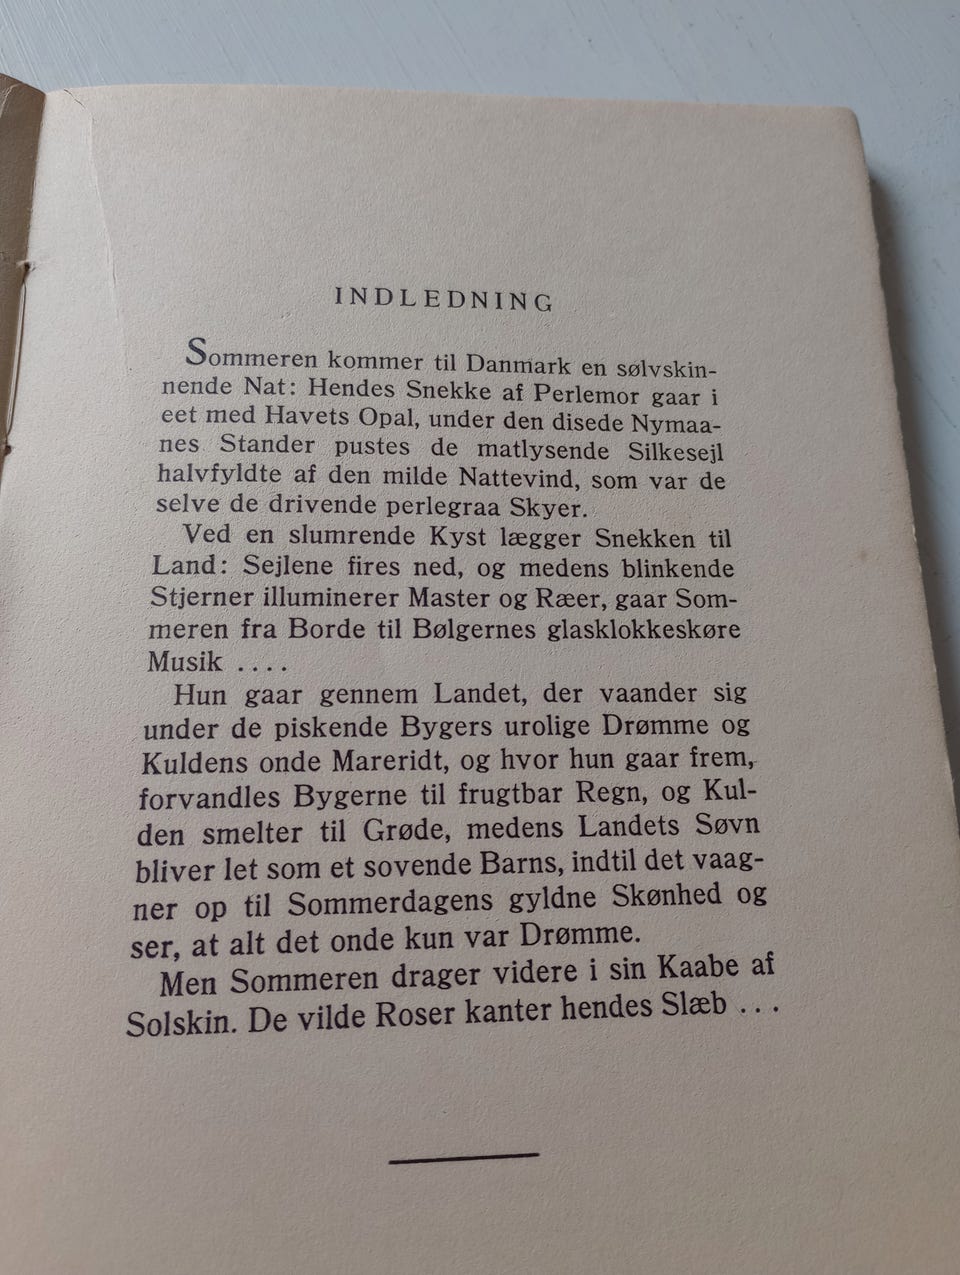 INDLEDNING
Sommeren kommer til Danmark en sølvskin-
nende Nat: Hendes Snekke af Perlemor gaar i
eet med Havets Opal, under den disede Nymaa-
nes Stander pustes de matlysende Silkesejl
halvfyldte af den milde Nattevind, som var de
selve de drivende perlegraa Skyer.
Ved en slumrende Kyst lægger Snekken til
Land: Sejlene fires ned, og medens blinkende
Stjerner illuminerer Master og Ræer, gaar Som-
meren fra Borde til Bølgernes glasklokkeskøre
Musik ....
Hun gaar gennem Landet, der vaander sig
under de piskende Bygers urolige Drømme og
Kuldens onde Mareridt, og hvor hun gaar frem,
forvandles Bygerne til frugtbar Regn, og Kul-
den smelter til Grøde, medens Landets Søvn
bliver let som et sovende Barns, indtil det vaag-
ner op til Sommerdagens gyldne Skønhed og
ser, at alt det onde kun var Drømme.
Men Sommeren drager videre i sin Kaabe af
Solskin. De vilde Roser kanter hendes Slæb ...